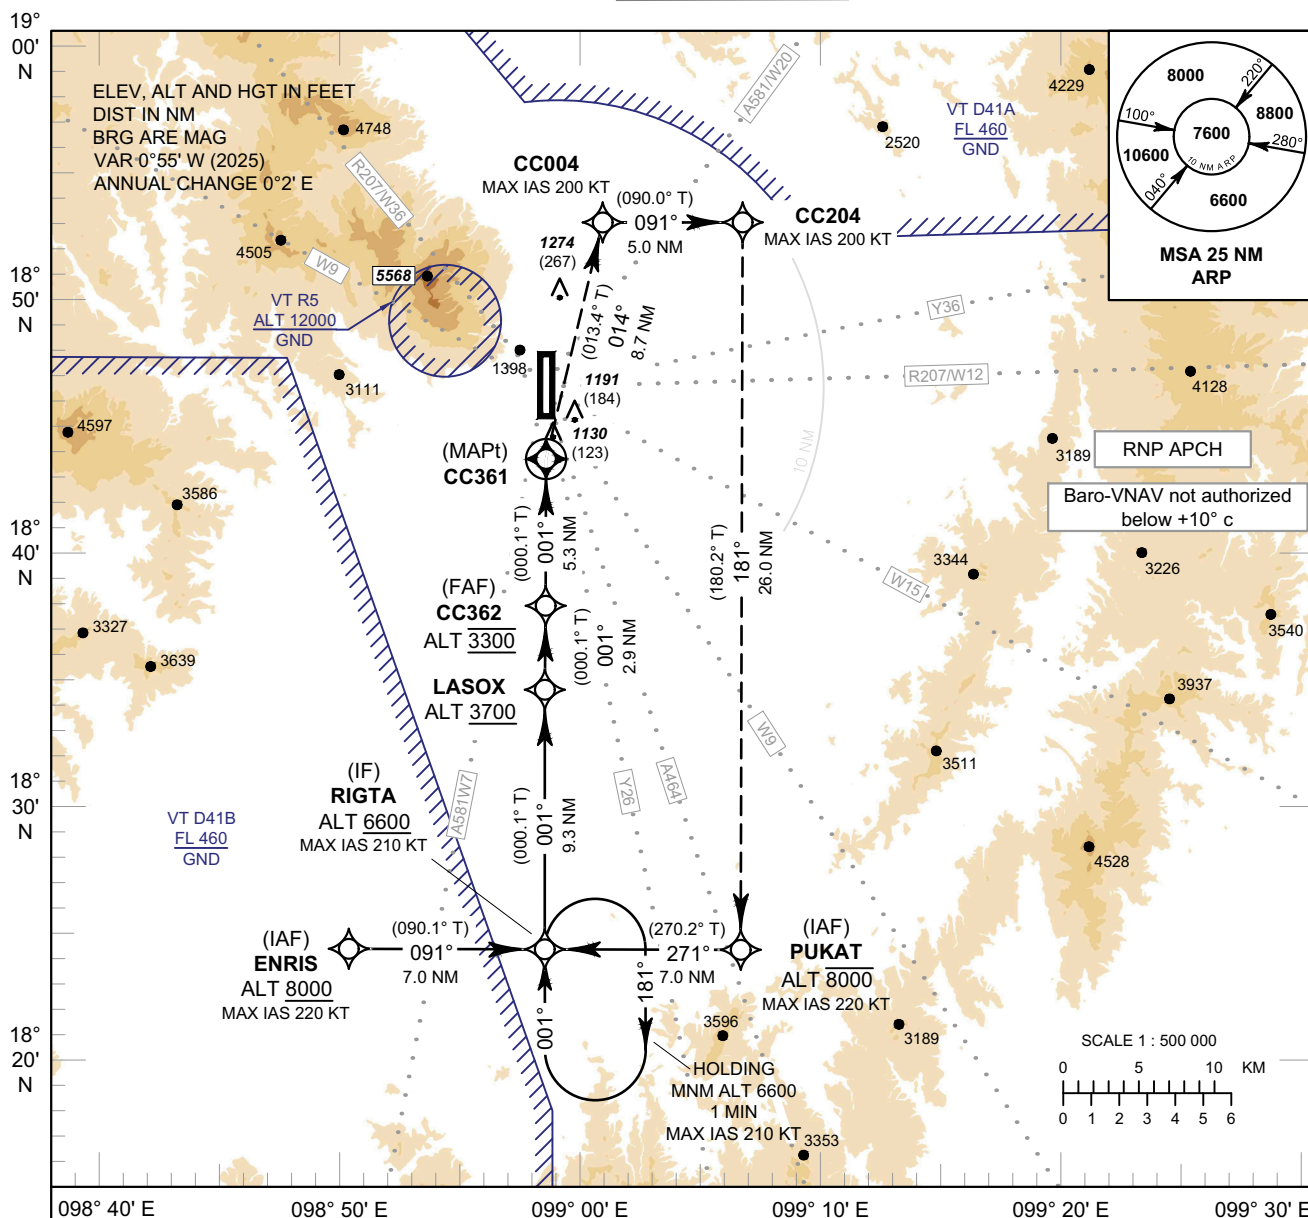 19°
00'
N
ELEV, ALT AND HGT IN FEET
DIST IN NM
BRG ARE MAG
VAR 0°55' W (2025)
ANNUAL CHANGE 0°2' E
4748
R207/W36
4505
W9
5568
VT R5
ALT 12000
GND
1398
3111
A581/W20
VT D41A
FL 460
GND
4229
2520
8000
220°
100°
7600
8800
280°
10600
10 NM ARP
040°
6600
MSA 25 NM
ARP
CC004
MAX IAS 200 KT
(090.0° T)
091°
5.0 NM
CC204
MAX IAS 200 KT
1274
(267)
(013.4° T)
014°
8.7 NM
18°
50'
N
Y36
R207/W12
4128
1191
(184)
1130
(123)
(MAPt)
CC361
10 NM
4597
3586
3189
RNP APCH
Baro-VNAV not authorized
below +10° c
18°
40'
N
(000.1° T)
001°
5.3 NM
(180.2° T)
181°
26.0 NM
3344
W15
3226
3540
(FAF)
CC362
ALT 3300
(000.1° T)
001°
2.9 NM
3327
3639
LASOX
ALT 3700
3937
W9
3511
18°
30'
N
(IF)
RIGTA
ALT 6600
MAX IAS 210 KT
A581W7
(000.1° T)
001°
9.3 NM
Y26
A464
VT D41B
FL 460
GND
4528
(IAF)
ENRIS
ALT 8000
MAX IAS 220 KT
(090.1° T)
091°
7.0 NM
(270.2° T)
271°
7.0 NM
(IAF)
PUKAT
ALT 8000
MAX IAS 220 KT
181°
001°
3596
3189
18°
20'
N
HOLDING
MNM ALT 6600
1 MIN
MAX IAS 210 KT
3353
SCALE 1 : 500 000
0 5 10 KM
0 1 2 3 4 5 6
098° 40' E 098° 50' E 099° 00' E 099° 10' E 099° 20' E 099° 30' E